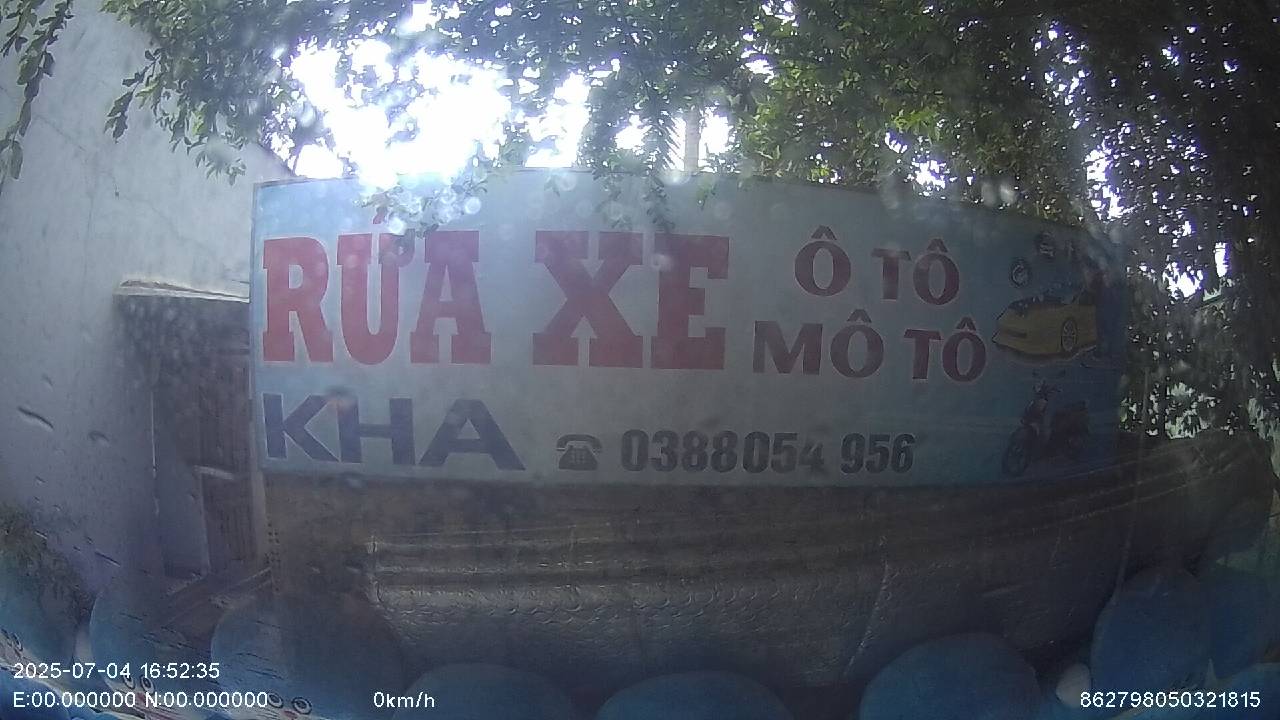 RỬA XE Ô TÔ
MÔ TÔ
KHA ☎ 0388054 956
2025-07-04 16:52:35
E:00.000000 N:00.000000 0km/h 862798050321815